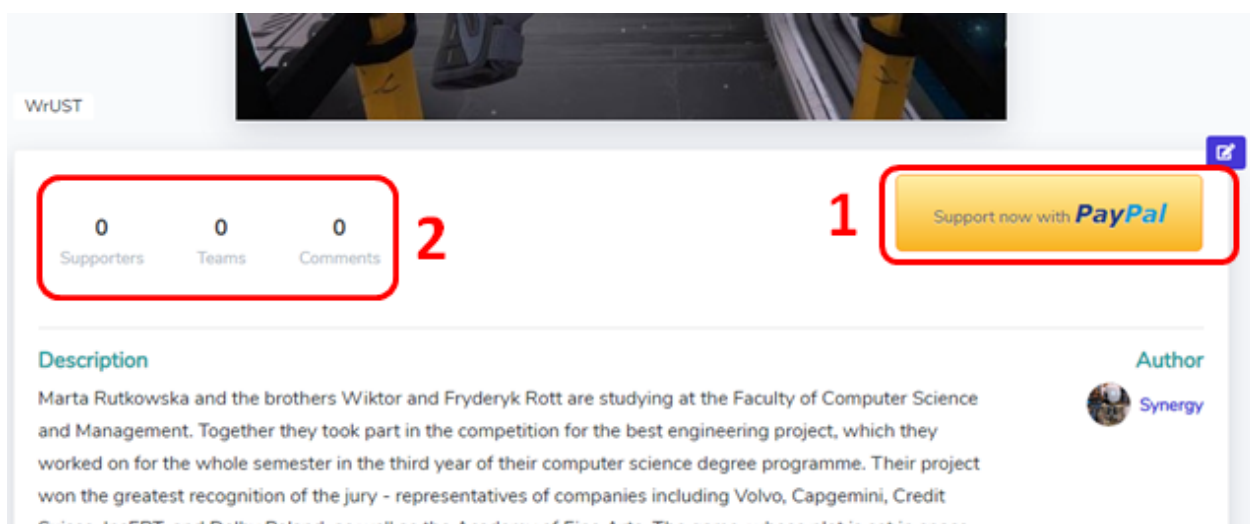 WrUST
0 0 0
Supporters Teams Comments
2
1
Support now with PayPal
Description
Author
Marta Rutkowska and the brothers Wiktor and Fryderyk Rott are studying at the Faculty of Computer Science
Synergy
and Management. Together they took part in the competition for the best engineering project, which they
worked on for the whole semester in the third year of their computer science degree programme. Their project
won the greatest recognition of the jury - representatives of companies including Volvo, Capgemini, Credit